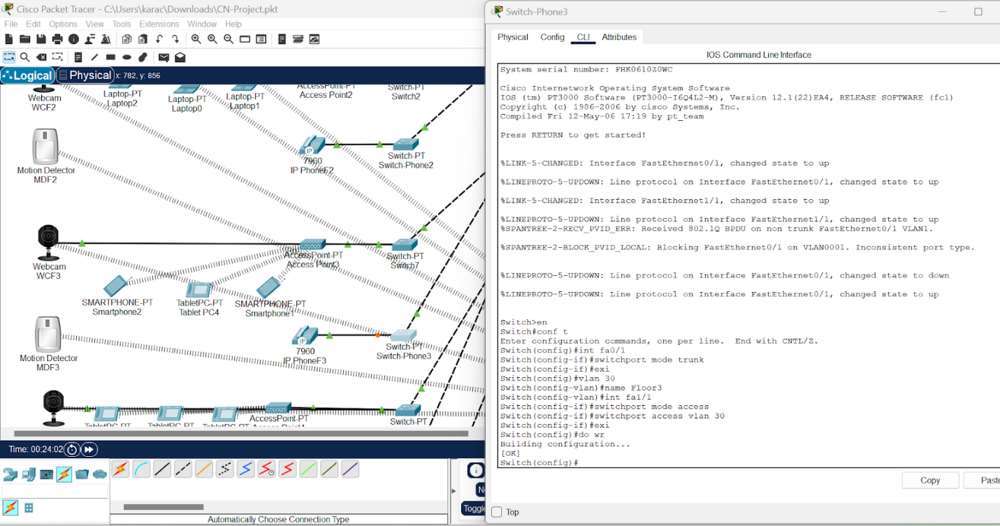 Cisco Packet Tracer - C:\Users\karac\Downloads\CN-Project.pkt
File Edit Options View Tools Extensions Window Help
Logical Physical x: 782, y: 856
Webcam
WCF2
Laptop-PT
Laptop2
Laptop-PT
Laptop0
Laptop-PT
Laptop1
AccessPoint-PT
Access Point2
Switch-PT
Switch2
Motion Detector
MDF2
IP
7960
IP PhoneF2
Switch-PT
Switch-Phone2
Webcam
WCF3
AccessPoint-PT
Access Point3
Switch-PT
Switch7
SMARTPHONE-PT
Smartphone2
TabletPC-PT
Tablet PC4
SMARTPHONE-PT
Smartphone1
Motion Detector
MDF3
IP
7960
IP PhoneF3
Switch-PT
Switch-Phone3
TabletPC-PT
TabletPC-PT
TabletPC-PT
AccessPoint-PT
Switch-PT
Time: 00:24:02
Toggle
Automatically Choose Connection Type
Switch-Phone3
Physical Config CLI Attributes
IOS Command Line Interface
System serial number: FHK0610Z0WC
Cisco Internetwork Operating System Software
IOS (tm) PT3000 Software (PT3000-I6Q4L2-M), Version 12.1(22)EA4, RELEASE SOFTWARE (fc1)
Copyright (c) 1986-2006 by cisco Systems, Inc.
Compiled Fri 12-May-06 17:19 by pt_team
Press RETURN to get started!
%LINK-5-CHANGED: Interface FastEthernet0/1, changed state to up
%LINEPROTO-5-UPDOWN: Line protocol on Interface FastEthernet0/1, changed state to up
%LINK-5-CHANGED: Interface FastEthernet1/1, changed state to up
%LINEPROTO-5-UPDOWN: Line protocol on Interface FastEthernet1/1, changed state to up
%SPANTREE-2-RECV_PVID_ERR: Received 802.1Q BPDU on non trunk FastEthernet0/1 VLAN1.
%SPANTREE-2-BLOCK_PVID_LOCAL: Blocking FastEthernet0/1 on VLAN0001. Inconsistent port type.
%LINEPROTO-5-UPDOWN: Line protocol on Interface FastEthernet0/1, changed state to down
%LINEPROTO-5-UPDOWN: Line protocol on Interface FastEthernet0/1, changed state to up
Switch>en
Switch#conf t
Enter configuration commands, one per line. End with CNTL/Z.
Switch(config)#int fa0/1
Switch(config-if)#switchport mode trunk
Switch(config-if)#exi
Switch(config)#vlan 30
Switch(config-vlan)#name Floor3
Switch(config-vlan)#int fa1/1
Switch(config-if)#switchport mode access
Switch(config-if)#switchport access vlan 30
Switch(config-if)#exi
Switch(config)#do wr
Building configuration...
[OK]
Switch(config)#
Copy Paste
Top